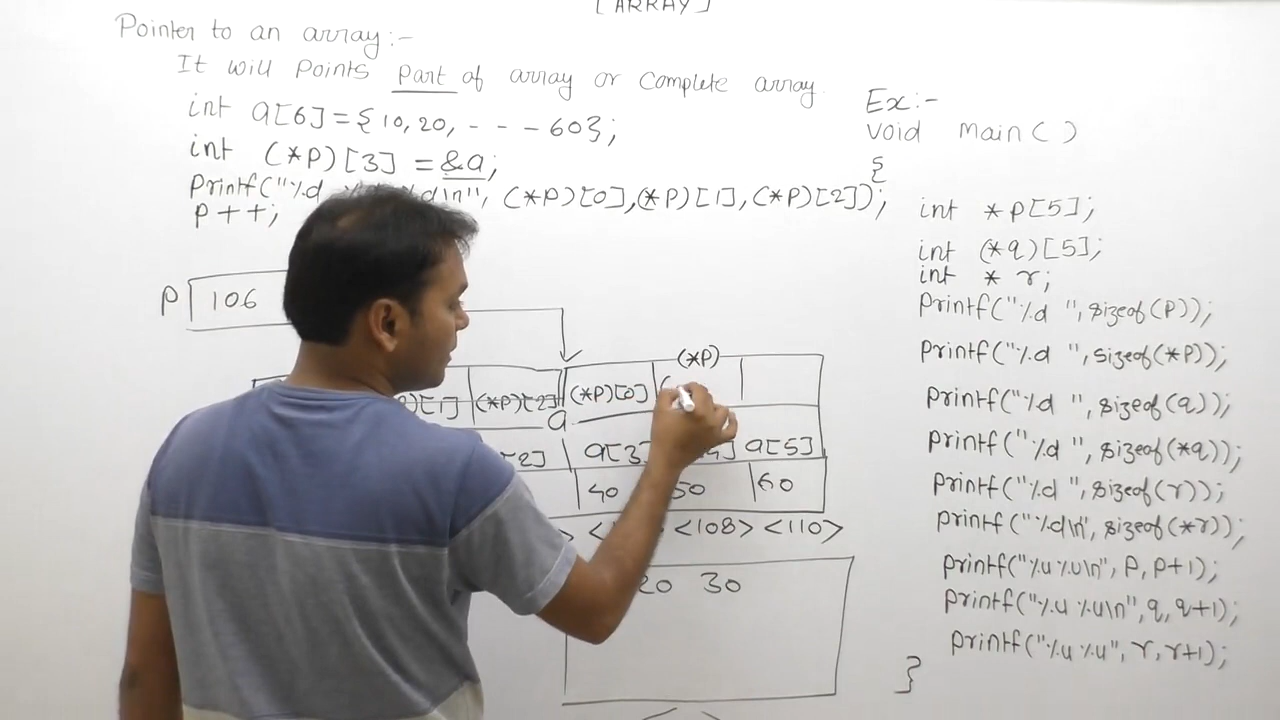 [ARRAY]
Pointer to an array:-
It will Points Part of array or Complete array.
int a[6]={10,20,- - - -60};
int (*P)[3] = &a;
Printf("%d %d\n", (*P)[0],(*P)[1],(*P)[2]);
P++;
P 106
(*P)
)[1] (*P)[2] (*P)[0] (
a
2] a[3] 4] a[5]
40 50 60
> < <108> <110>
20 30
Ex:-
void main()
{
int *P[5];
int (*q)[5];
int * r;
Printf("%d ",sizeof(P));
Printf("%d ",sizeof(*P));
Printf("%d ",sizeof(q));
Printf("%d ",sizeof(*q));
Printf("%d ",sizeof(r));
Printf("%d\n", sizeof(*r));
Printf("%u %u\n", P, P+1);
Printf("%u %u\n", q, q+1);
Printf("%u %u", r, r+1);
}